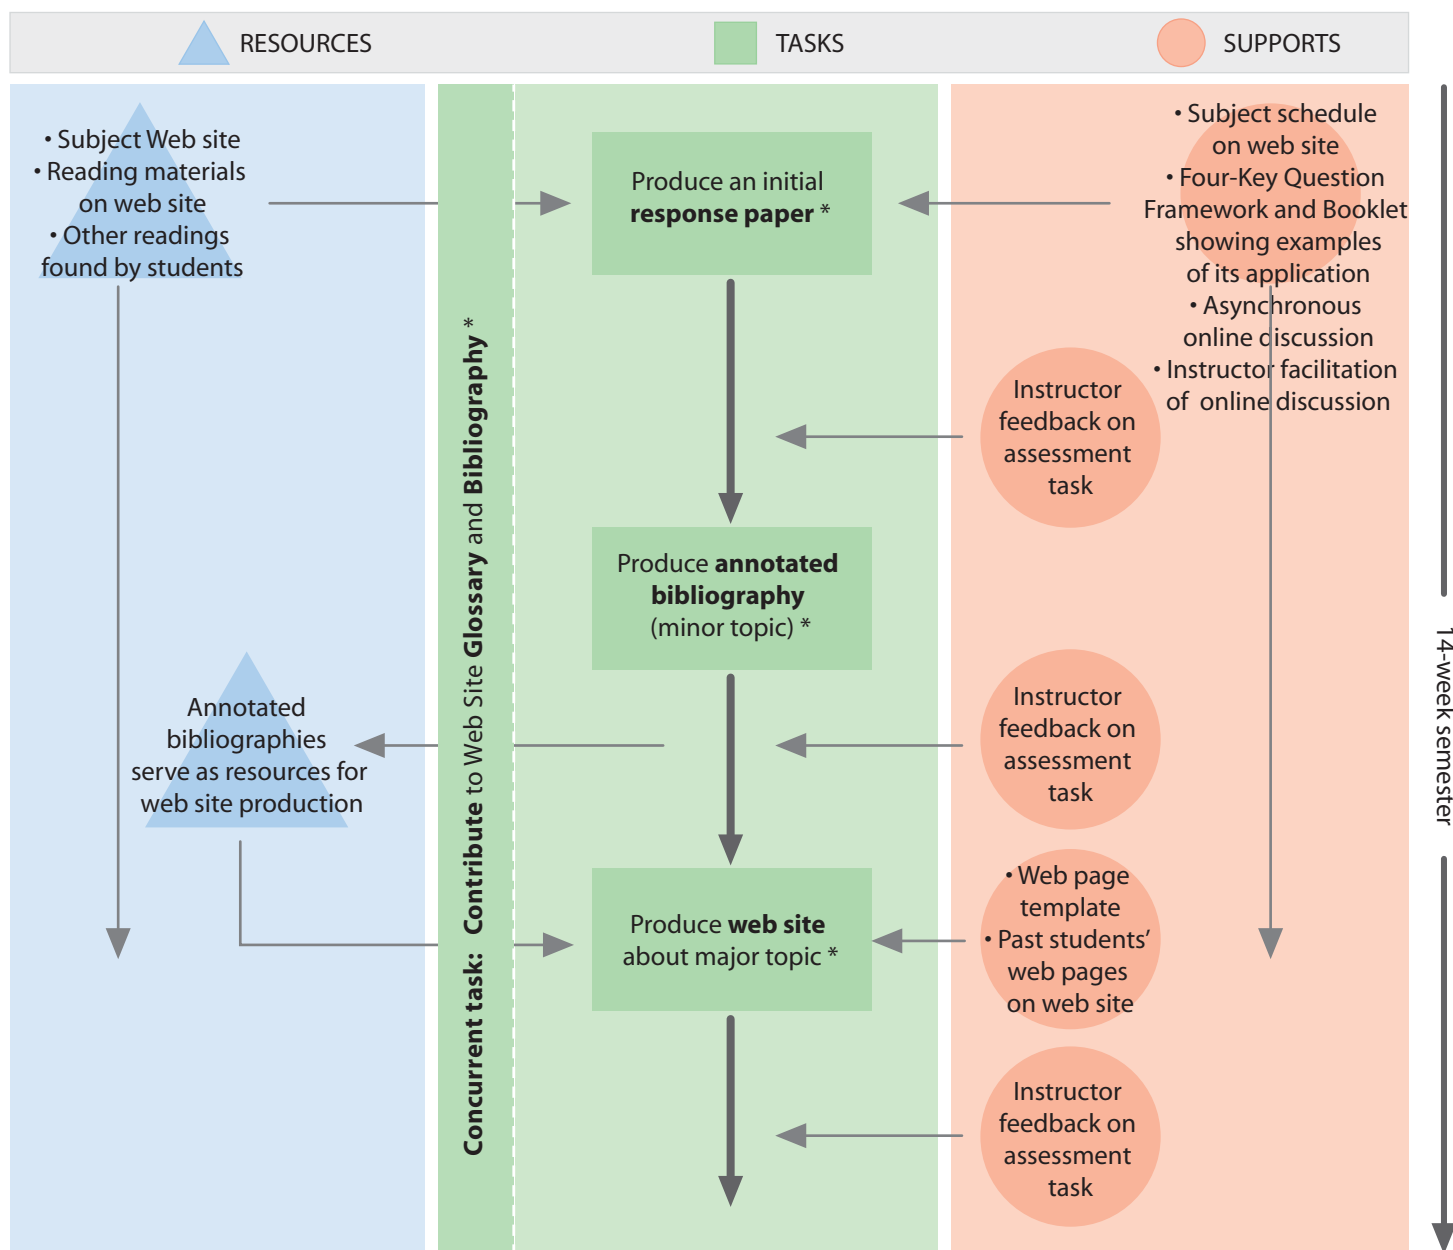 RESOURCES
TASKS
SUPPORTS
• Subject Web site
• Reading materials
on web site
• Other readings
found by students
Produce an initial
response paper *
• Subject schedule
on web site
• Four-Key Question
Framework and Booklet
showing examples
of its application
• Asynchronous
online discussion
• Instructor facilitation
of online discussion
Concurrent task: Contribute to Web Site Glossary and Bibliography *
Instructor
feedback on
assessment
task
Produce annotated
bibliography
(minor topic) *
14-week semester
Annotated
bibliographies
serve as resources for
web site production
Instructor
feedback on
assessment
task
Produce web site
about major topic *
• Web page
template
• Past students’
web pages
on web site
Instructor
feedback on
assessment
task